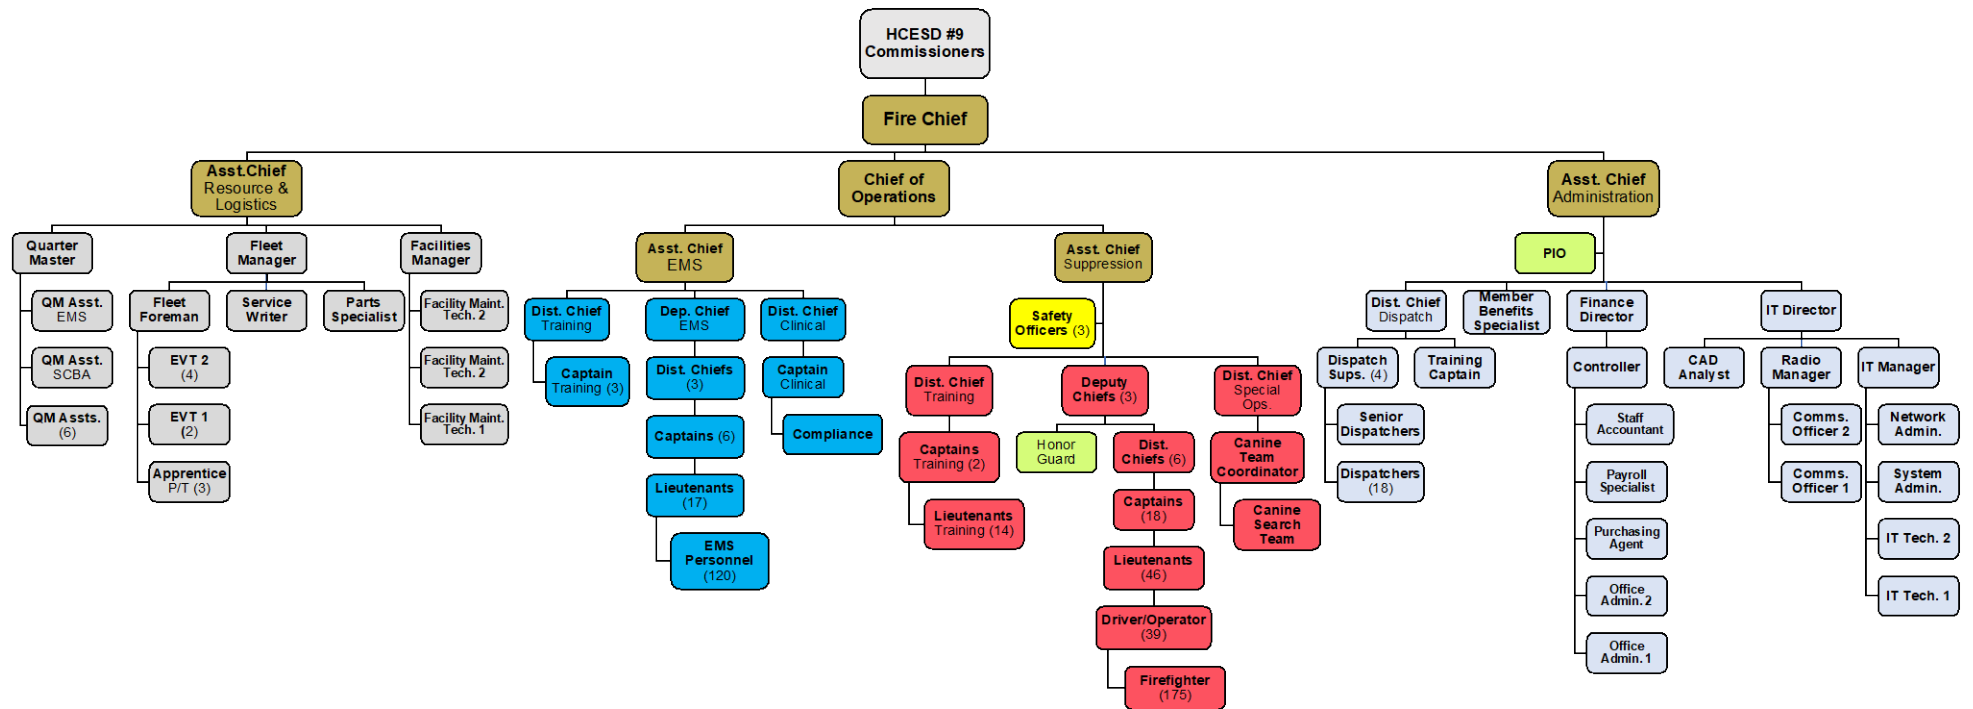 HCESD #9
Commissioners
Fire Chief
Asst.Chief
Resource &
Logistics
Chief of
Operations
Asst. Chief
Administration
Quarter
Master
Fleet
Manager
Facilities
Manager
Asst. Chief
EMS
Asst. Chief
Suppression
PIO
QM Asst.
EMS
QM Asst.
SCBA
QM Assts.
(6)
Fleet
Foreman
Service
Writer
Parts
Specialist
EVT 2
(4)
EVT 1
(2)
Apprentice
P/T (3)
Facility Maint.
Tech. 2
Facility Maint.
Tech. 2
Facility Maint.
Tech. 1
Dist. Chief
Training
Dep. Chief
EMS
Dist. Chief
Clinical
Captain
Training (3)
Dist. Chiefs
(3)
Captains (6)
Lieutenants
(17)
EMS
Personnel
(120)
Captain
Clinical
Compliance
Safety
Officers (3)
Dist. Chief
Training
Deputy
Chiefs (3)
Dist. Chief
Special
Ops.
Captains
Training (2)
Lieutenants
Training (14)
Honor
Guard
Dist.
Chiefs (6)
Captains
(18)
Lieutenants
(46)
Driver/Operator
(39)
Firefighter
(175)
Canine
Team
Coordinator
Canine
Search
Team
Dist. Chief
Dispatch
Member
Benefits
Specialist
Finance
Director
IT Director
Dispatch
Sups. (4)
Training
Captain
Senior
Dispatchers
Dispatchers
(18)
Controller
Staff
Accountant
Payroll
Specialist
Purchasing
Agent
Office
Admin. 2
Office
Admin. 1
CAD
Analyst
Radio
Manager
IT Manager
Comms.
Officer 2
Comms.
Officer 1
Network
Admin.
System
Admin.
IT Tech. 2
IT Tech. 1